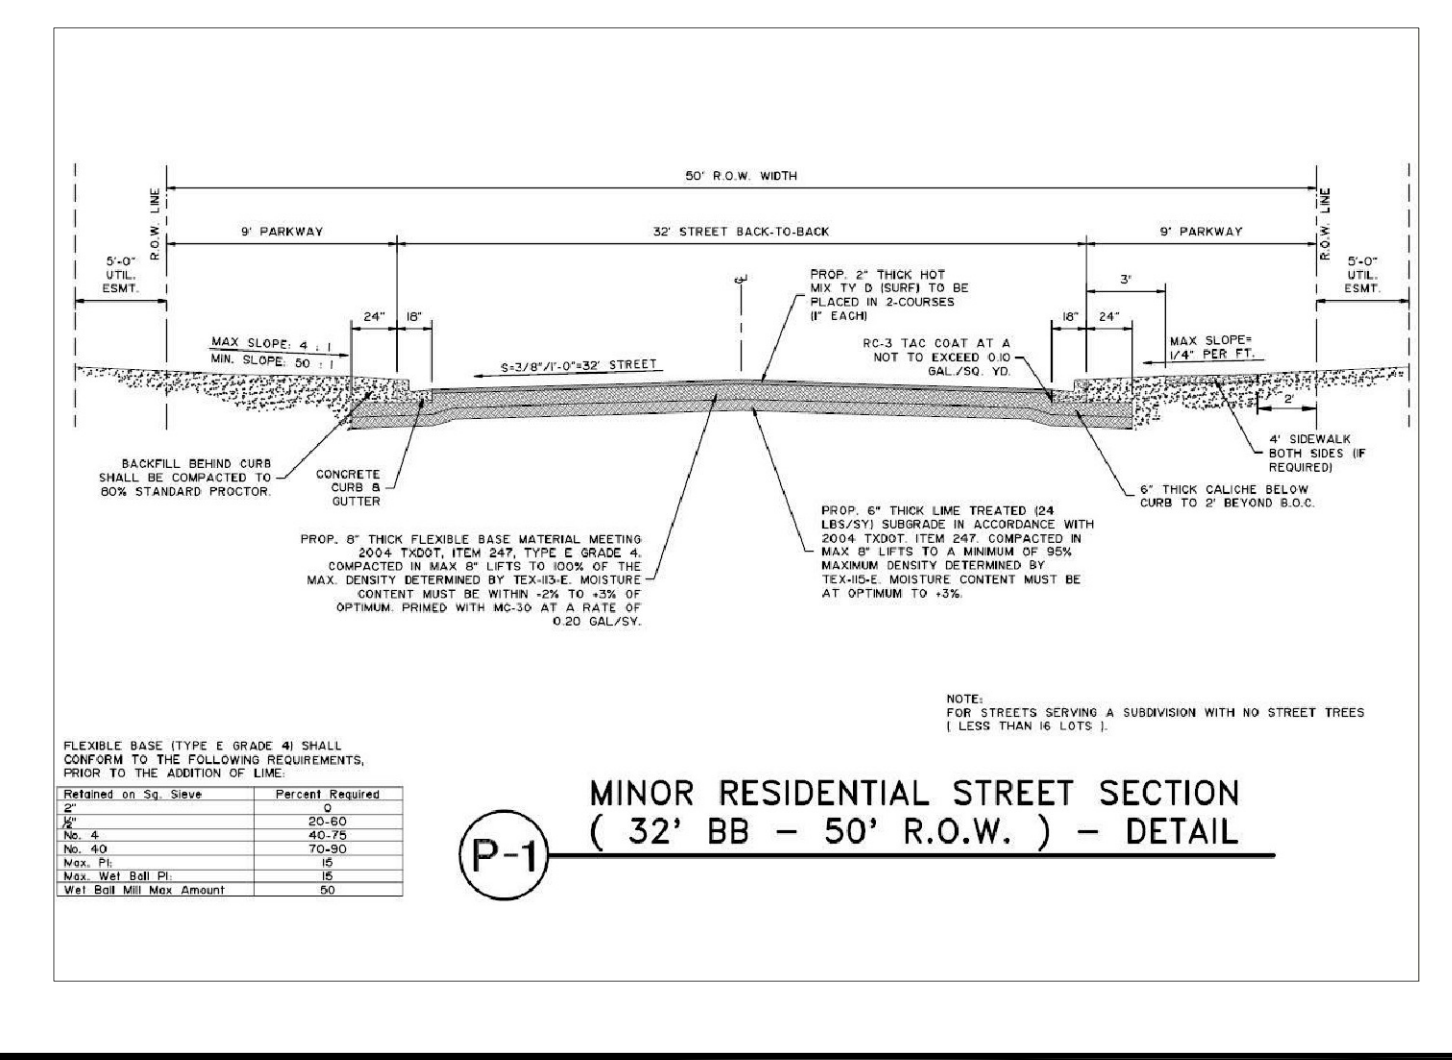 50' R.O.W. WIDTH
R.O.W. LINE
R.O.W. LINE
9' PARKWAY
32' STREET BACK-TO-BACK
9' PARKWAY
5'-0"
UTIL.
ESMT.
5'-0"
UTIL.
ESMT.
24"
18"
18"
24"
3'
PROP. 2" THICK HOT
MIX TY D (SURF) TO BE
PLACED IN 2-COURSES
(1" EACH)
MAX SLOPE: 4 : 1
MIN. SLOPE: 50 : 1
S=3/8"/1'-0"=32' STREET
RC-3 TAC COAT AT A
NOT TO EXCEED 0.10
GAL./SQ. YD.
MAX SLOPE=
1/4" PER FT.
2'
BACKFILL BEHIND CURB
SHALL BE COMPACTED TO
80% STANDARD PROCTOR.
CONCRETE
CURB &
GUTTER
4' SIDEWALK
BOTH SIDES (IF
REQUIRED)
6" THICK CALICHE BELOW
CURB TO 2' BEYOND B.O.C.
PROP. 8" THICK FLEXIBLE BASE MATERIAL MEETING
2004 TXDOT, ITEM 247, TYPE E GRADE 4.
COMPACTED IN MAX 8" LIFTS TO 100% OF THE
MAX. DENSITY DETERMINED BY TEX-113-E. MOISTURE
CONTENT MUST BE WITHIN -2% TO +3% OF
OPTIMUM. PRIMED WITH MC-30 AT A RATE OF
0.20 GAL/SY.
PROP. 6" THICK LIME TREATED (24
LBS/SY) SUBGRADE IN ACCORDANCE WITH
2004 TXDOT. ITEM 247. COMPACTED IN
MAX 8" LIFTS TO A MINIMUM OF 95%
MAXIMUM DENSITY DETERMINED BY
TEX-115-E. MOISTURE CONTENT MUST BE
AT OPTIMUM TO +3%.
NOTE:
FOR STREETS SERVING A SUBDIVISION WITH NO STREET TREES
( LESS THAN 16 LOTS ).
FLEXIBLE BASE (TYPE E GRADE 4) SHALL
CONFORM TO THE FOLLOWING REQUIREMENTS,
PRIOR TO THE ADDITION OF LIME:
Retained on Sq. Sieve Percent Required
2" 0
½" 20-60
No. 4 40-75
No. 40 70-90
Max. PI: 15
Max. Wet Ball PI: 15
Wet Ball Mill Max Amount 50
P-1
MINOR RESIDENTIAL STREET SECTION
( 32' BB - 50' R.O.W. ) - DETAIL